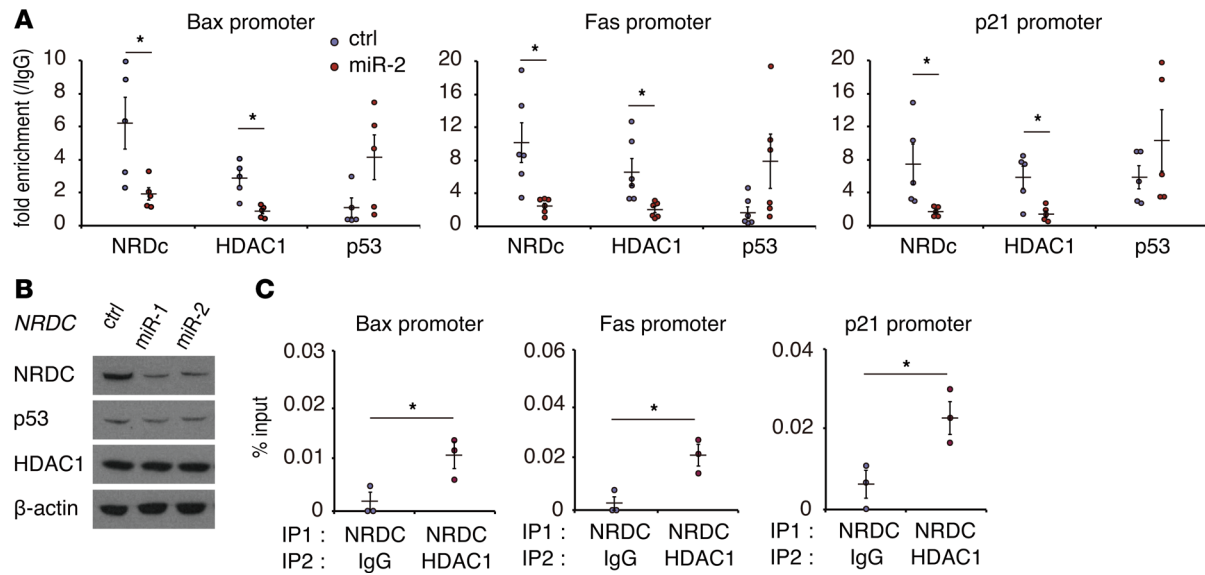 A
Bax promoter
Fas promoter
p21 promoter
ctrl
miR-2
fold enrichment (/IgG)
10
8
6
4
2
0
*
*
NRDc
HDAC1
p53
20
16
12
8
4
0
*
*
NRDc
HDAC1
p53
20
16
12
8
4
0
*
*
NRDc
HDAC1
p53
B
NRDC
ctrl
miR-1
miR-2
NRDC
p53
HDAC1
β-actin
C
Bax promoter
Fas promoter
p21 promoter
% input
0.03
0.02
0.01
0
*
0.06
0.04
0.02
0
*
0.04
0.02
0
*
IP1 : NRDC NRDC
IP2 : IgG HDAC1
IP1 : NRDC NRDC
IP2 : IgG HDAC1
IP1 : NRDC NRDC
IP2 : IgG HDAC1